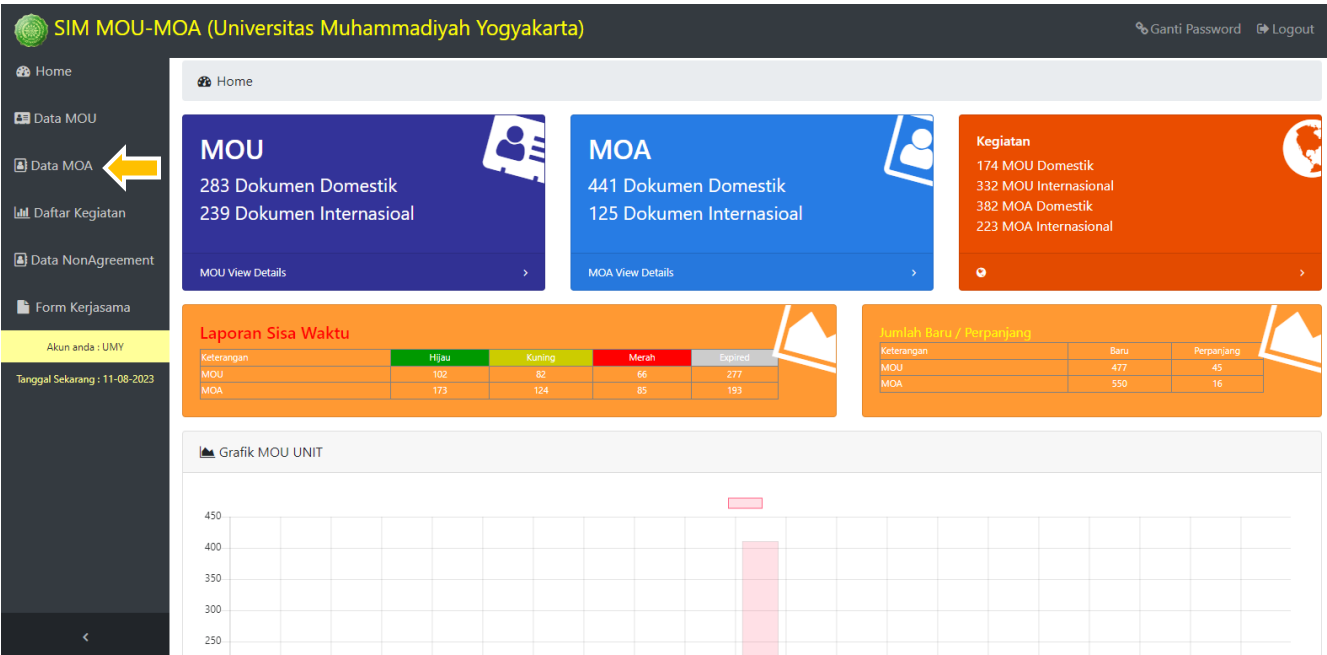 SIM MOU-MOA (Universitas Muhammadiyah Yogyakarta)
Ganti Password
Logout
Home
Data MOU
Data MOA
Daftar Kegiatan
Data NonAgreement
Form Kerjasama
Akun anda : UMY
Tanggal Sekarang : 11-08-2023
Home
MOU
283 Dokumen Domestik
239 Dokumen Internasioal
MOU View Details
MOA
441 Dokumen Domestik
125 Dokumen Internasioal
MOA View Details
Kegiatan
174 MOU Domestik
332 MOU Internasional
382 MOA Domestik
223 MOA Internasional
Laporan Sisa Waktu
Keterangan Hijau Kuning Merah Expired
MOU 102 82 66 277
MOA 173 124 85 193
Jumlah Baru / Perpanjang
Keterangan Baru Perpanjang
MOU 477 45
MOA 550 16
Grafik MOU UNIT
450
400
350
300
250